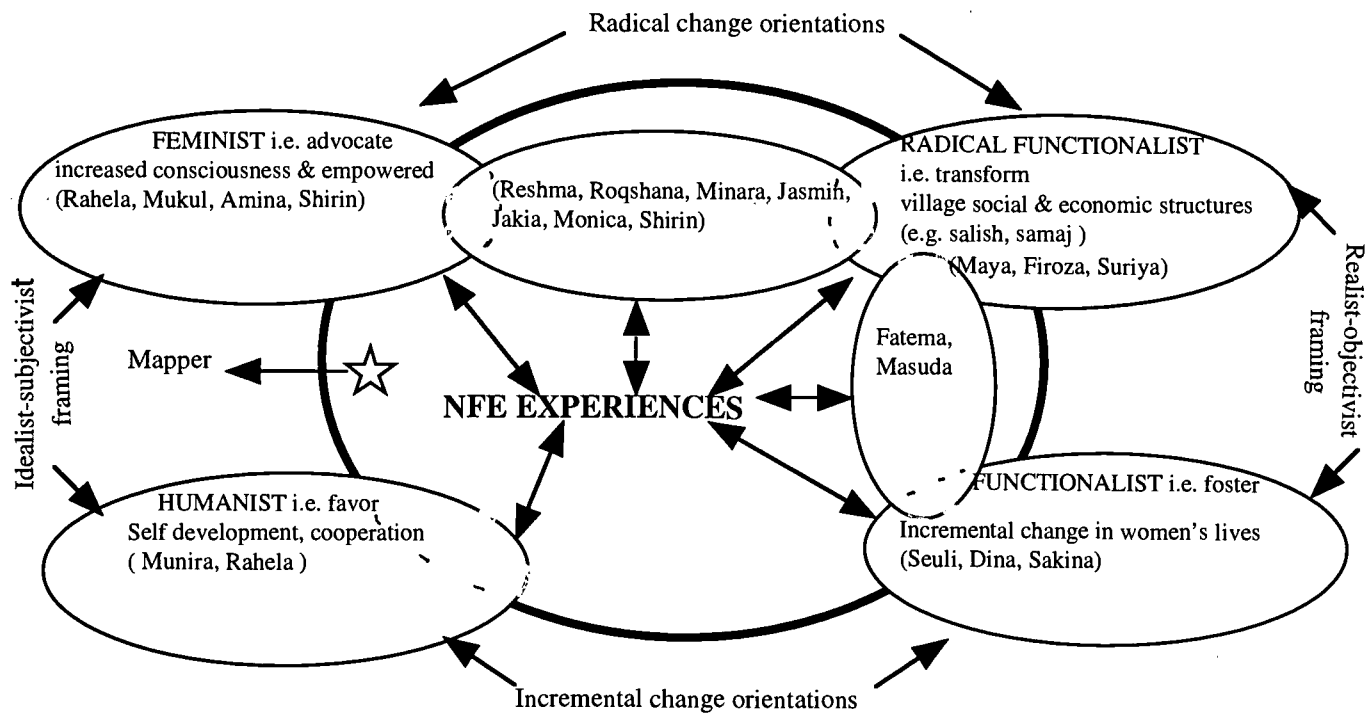 Radical change orientations
FEMINIST i.e. advocate
increased consciousness & empowered
(Rahela, Mukul, Amina, Shirin)
(Reshma, Roqshana, Minara, Jasmin,
Jakia, Monica, Shirin)
RADICAL FUNCTIONALIST
i.e. transform
village social & economic structures
(e.g. salish, samaj )
(Maya, Firoza, Suriya)
Idealist-subjectivist
framing
Realist-objectivist
framing
Mapper
Fatema,
Masuda
NFE EXPERIENCES
HUMANIST i.e. favor
Self development, cooperation
( Munira, Rahela )
FUNCTIONALIST i.e. foster
Incremental change in women's lives
(Seuli, Dina, Sakina)
Incremental change orientations